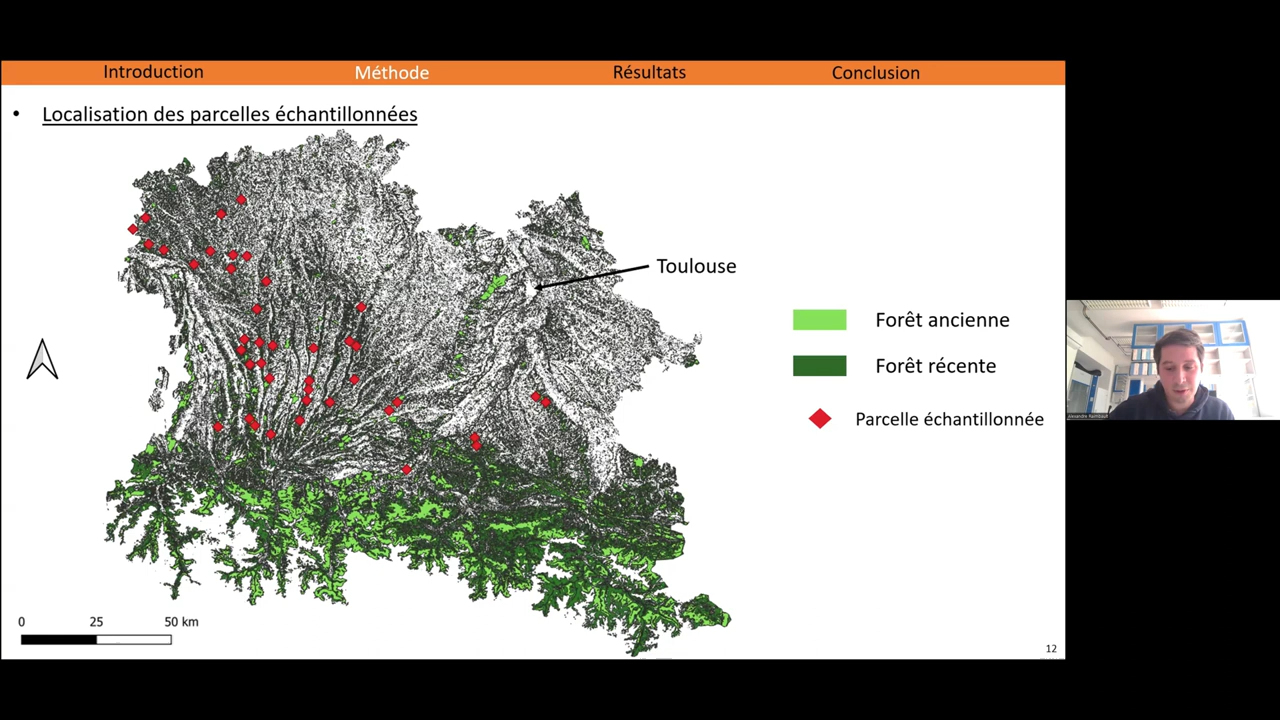 Introduction
Méthode
Résultats
Conclusion
• Localisation des parcelles échantillonnées
Toulouse
Forêt ancienne
Forêt récente
Parcelle échantillonnée
0 25 50 km
12